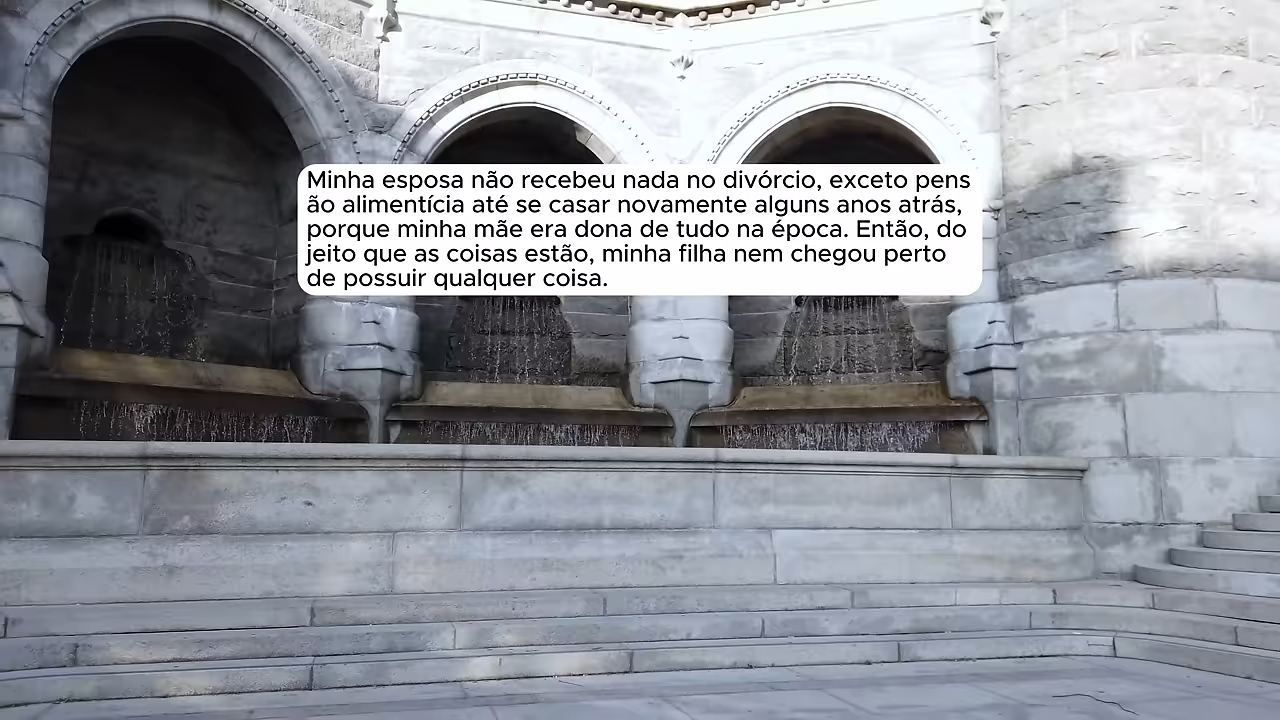 Minha esposa não recebeu nada no divórcio, exceto pens
ão alimentícia até se casar novamente alguns anos atrás,
porque minha mãe era dona de tudo na época. Então, do
jeito que as coisas estão, minha filha nem chegou perto
de possuir qualquer coisa.